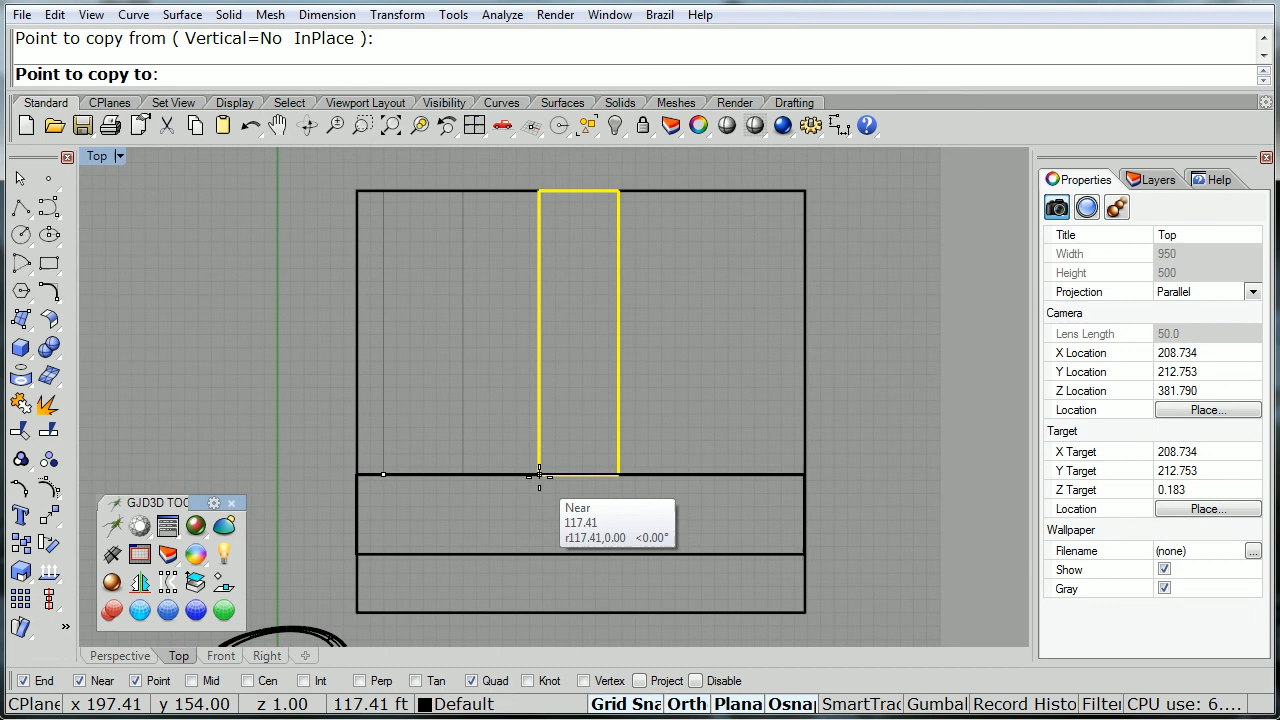 File Edit View Curve Surface Solid Mesh Dimension Transform Tools Analyze Render Window Brazil Help
Point to copy from ( Vertical=No  InPlace ):
Point to copy to:
Standard CPlanes Set View Display Select Viewport Layout Visibility Curves Surfaces Solids Meshes Render Drafting
Top
Properties Layers Help
Title Top
Width 950
Height 500
Projection Parallel
Camera
Lens Length 50.0
X Location 208.734
Y Location 212.753
Z Location 381.790
Location Place...
Target
X Target 208.734
Y Target 212.753
Z Target 0.183
Location Place...
Wallpaper
Filename (none) ...
Show
Gray
GJD3D TOO
Near
117.41
r117.41,0.00 <0.00°
Perspective Top Front Right
End Near Point Mid Cen Int Perp Tan Quad Knot Vertex Project Disable
CPlane x 197.41 y 154.00 z 1.00 117.41 ft Default Grid Sna Ortho Plana Osnap SmartTrac Gumbal Record Histo Filter CPU use: 6....